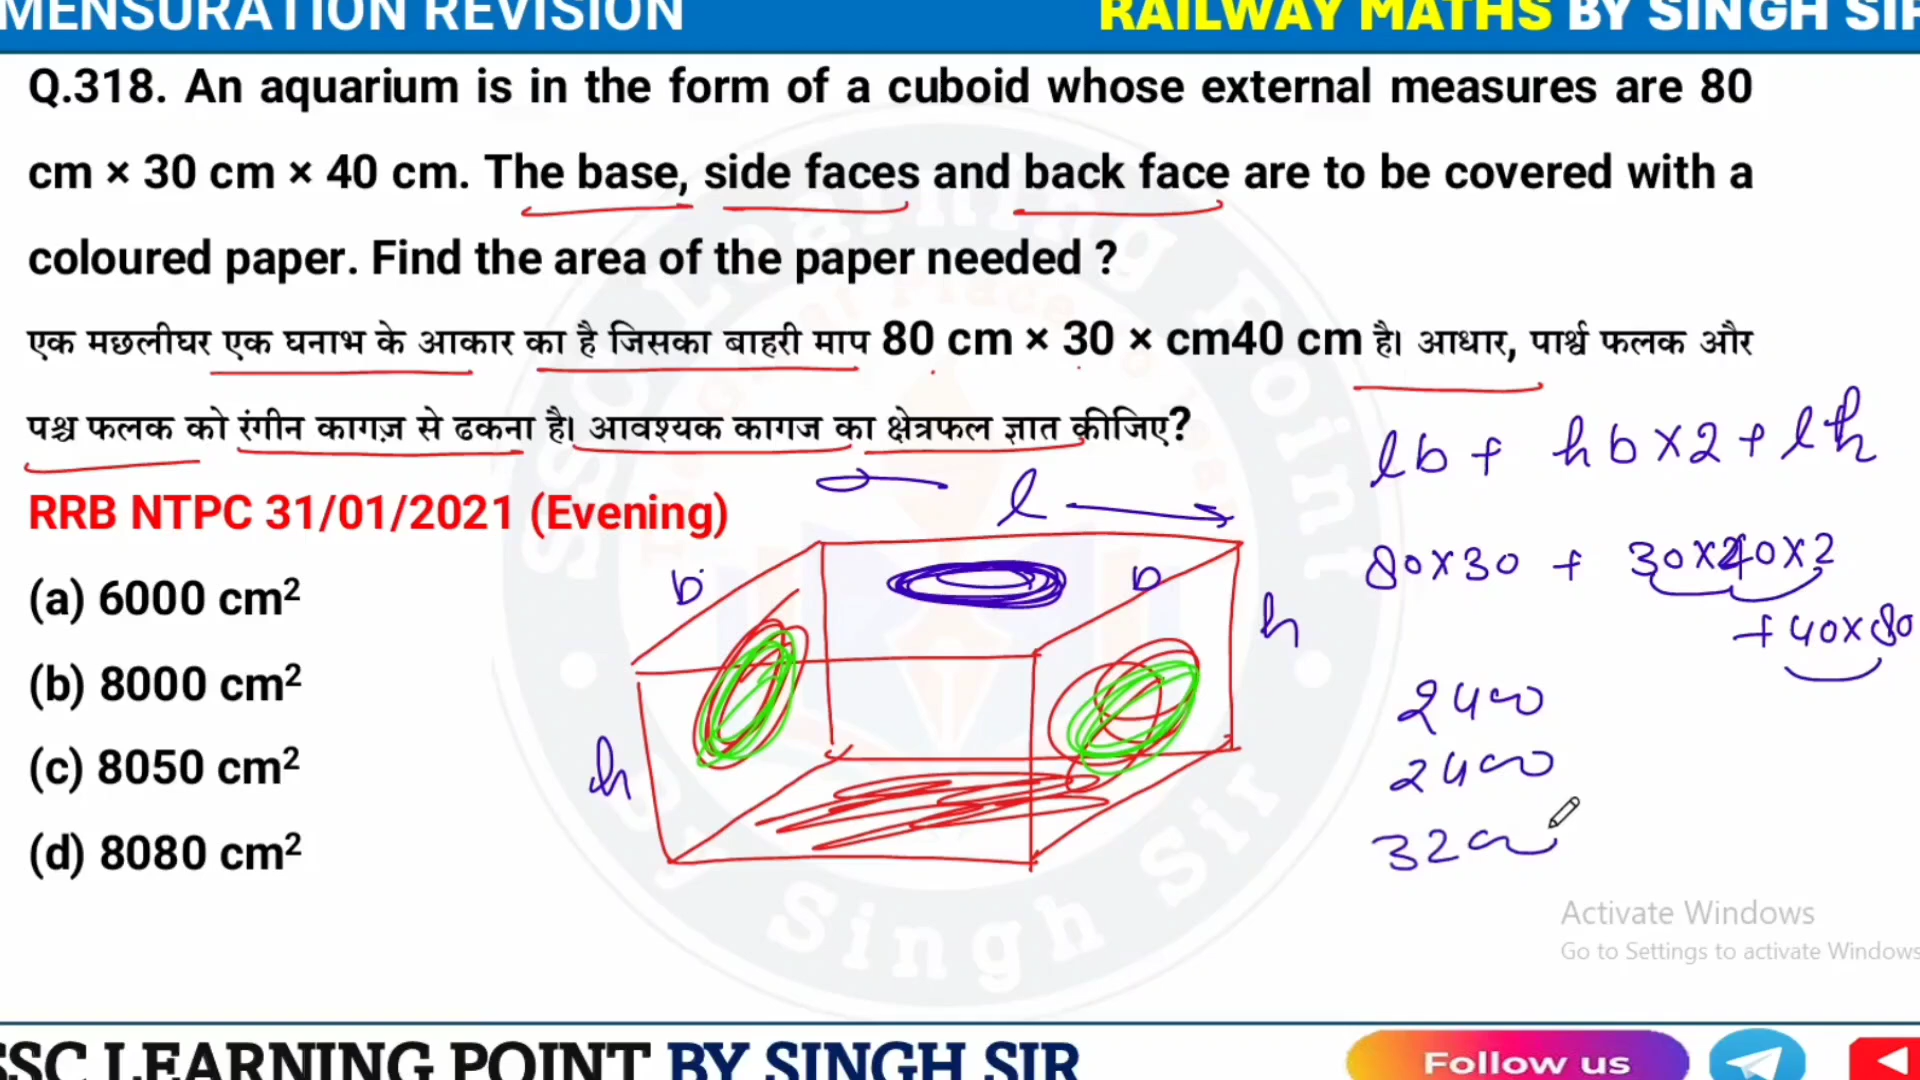 MENSURATION REVISION
RAILWAY MATHS BY SINGH SIR
Q.318. An aquarium is in the form of a cuboid whose external measures are 80
cm × 30 cm × 40 cm. The base, side faces and back face are to be covered with a
coloured paper. Find the area of the paper needed ?
एक मछलीघर एक घनाभ के आकार का है जिसका बाहरी माप 80 cm × 30 × cm40 cm है। आधार, पार्श्व फलक और
पश्च फलक को रंगीन कागज़ से ढकना है। आवश्यक कागज का क्षेत्रफल ज्ञात कीजिए?
RRB NTPC 31/01/2021 (Evening)
(a) 6000 cm²
(b) 8000 cm²
(c) 8050 cm²
(d) 8080 cm²
l
b
b
h
h
lb + hb×2 + lh
80×30 + 30×40×2
+ 40×80
2400
2400
3200
SSC Learning Point
By Singh Sir
Activate Windows
Go to Settings to activate Windows
SSC LEARNING POINT BY SINGH SIR
Follow us